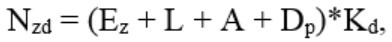 N_zd = (E_z + L + A + D_p)*K_d,